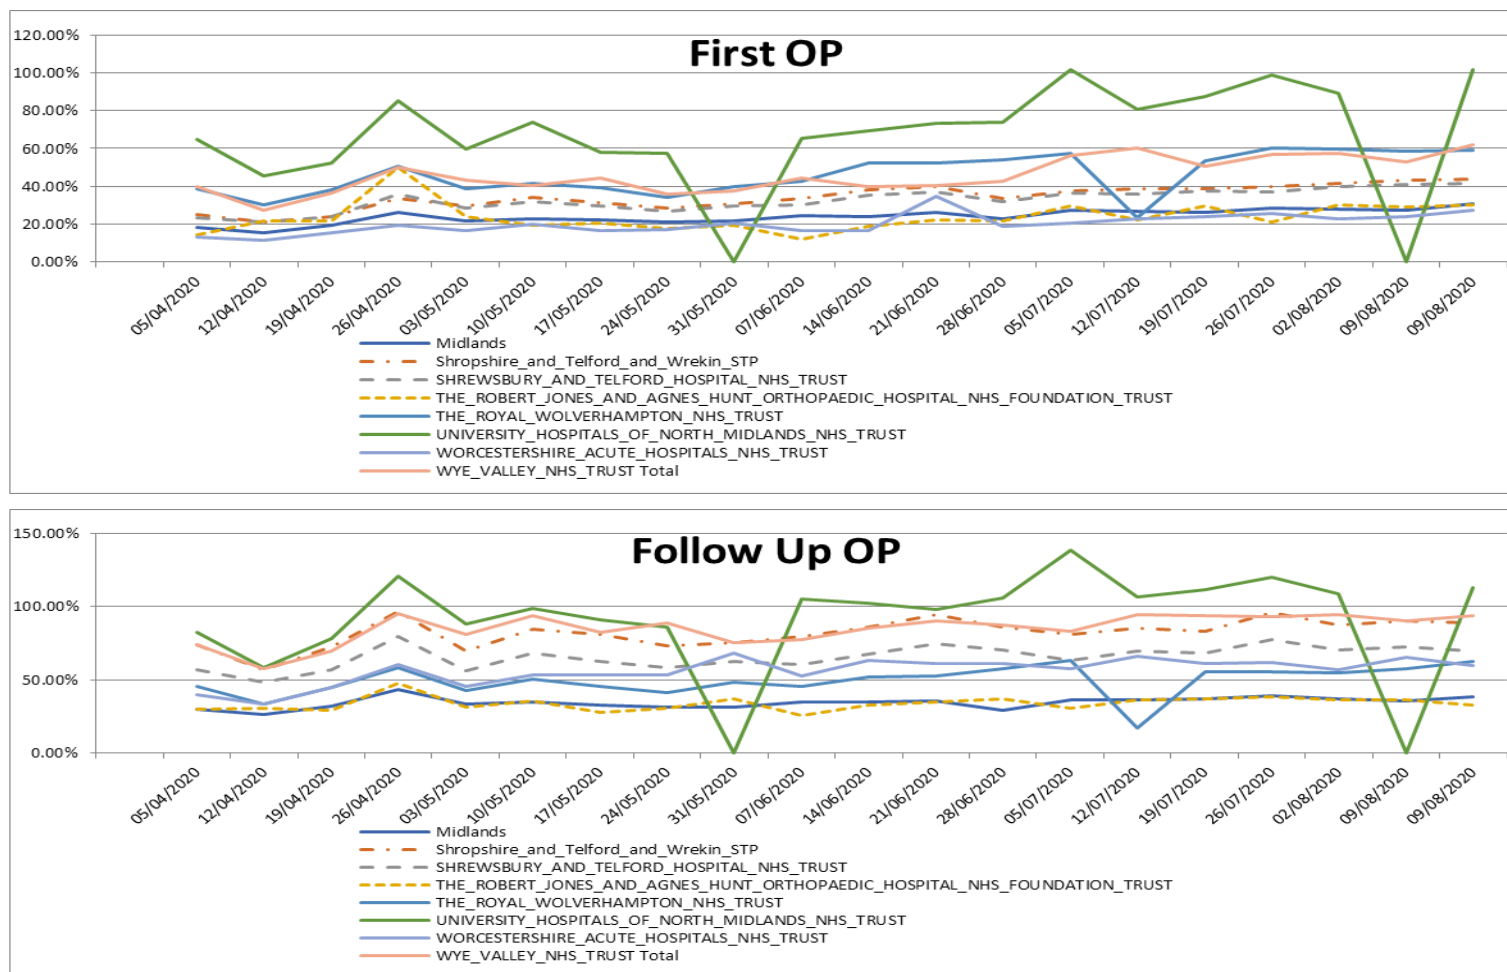 First OP
120.00%
100.00%
80.00%
60.00%
40.00%
20.00%
0.00%
05/04/2020 12/04/2020 19/04/2020 26/04/2020 03/05/2020 10/05/2020 17/05/2020 24/05/2020 31/05/2020 07/06/2020 14/06/2020 21/06/2020 28/06/2020 05/07/2020 12/07/2020 19/07/2020 26/07/2020 02/08/2020 09/08/2020 09/08/2020
Midlands
Shropshire_and_Telford_and_Wrekin_STP
SHREWSBURY_AND_TELFORD_HOSPITAL_NHS_TRUST
THE_ROBERT_JONES_AND_AGNES_HUNT_ORTHOPAEDIC_HOSPITAL_NHS_FOUNDATION_TRUST
THE_ROYAL_WOLVERHAMPTON_NHS_TRUST
UNIVERSITY_HOSPITALS_OF_NORTH_MIDLANDS_NHS_TRUST
WORCESTERSHIRE_ACUTE_HOSPITALS_NHS_TRUST
WYE_VALLEY_NHS_TRUST Total
Follow Up OP
150.00%
100.00%
50.00%
0.00%
05/04/2020 12/04/2020 19/04/2020 26/04/2020 03/05/2020 10/05/2020 17/05/2020 24/05/2020 31/05/2020 07/06/2020 14/06/2020 21/06/2020 28/06/2020 05/07/2020 12/07/2020 19/07/2020 26/07/2020 02/08/2020 09/08/2020 09/08/2020
Midlands
Shropshire_and_Telford_and_Wrekin_STP
SHREWSBURY_AND_TELFORD_HOSPITAL_NHS_TRUST
THE_ROBERT_JONES_AND_AGNES_HUNT_ORTHOPAEDIC_HOSPITAL_NHS_FOUNDATION_TRUST
THE_ROYAL_WOLVERHAMPTON_NHS_TRUST
UNIVERSITY_HOSPITALS_OF_NORTH_MIDLANDS_NHS_TRUST
WORCESTERSHIRE_ACUTE_HOSPITALS_NHS_TRUST
WYE_VALLEY_NHS_TRUST Total